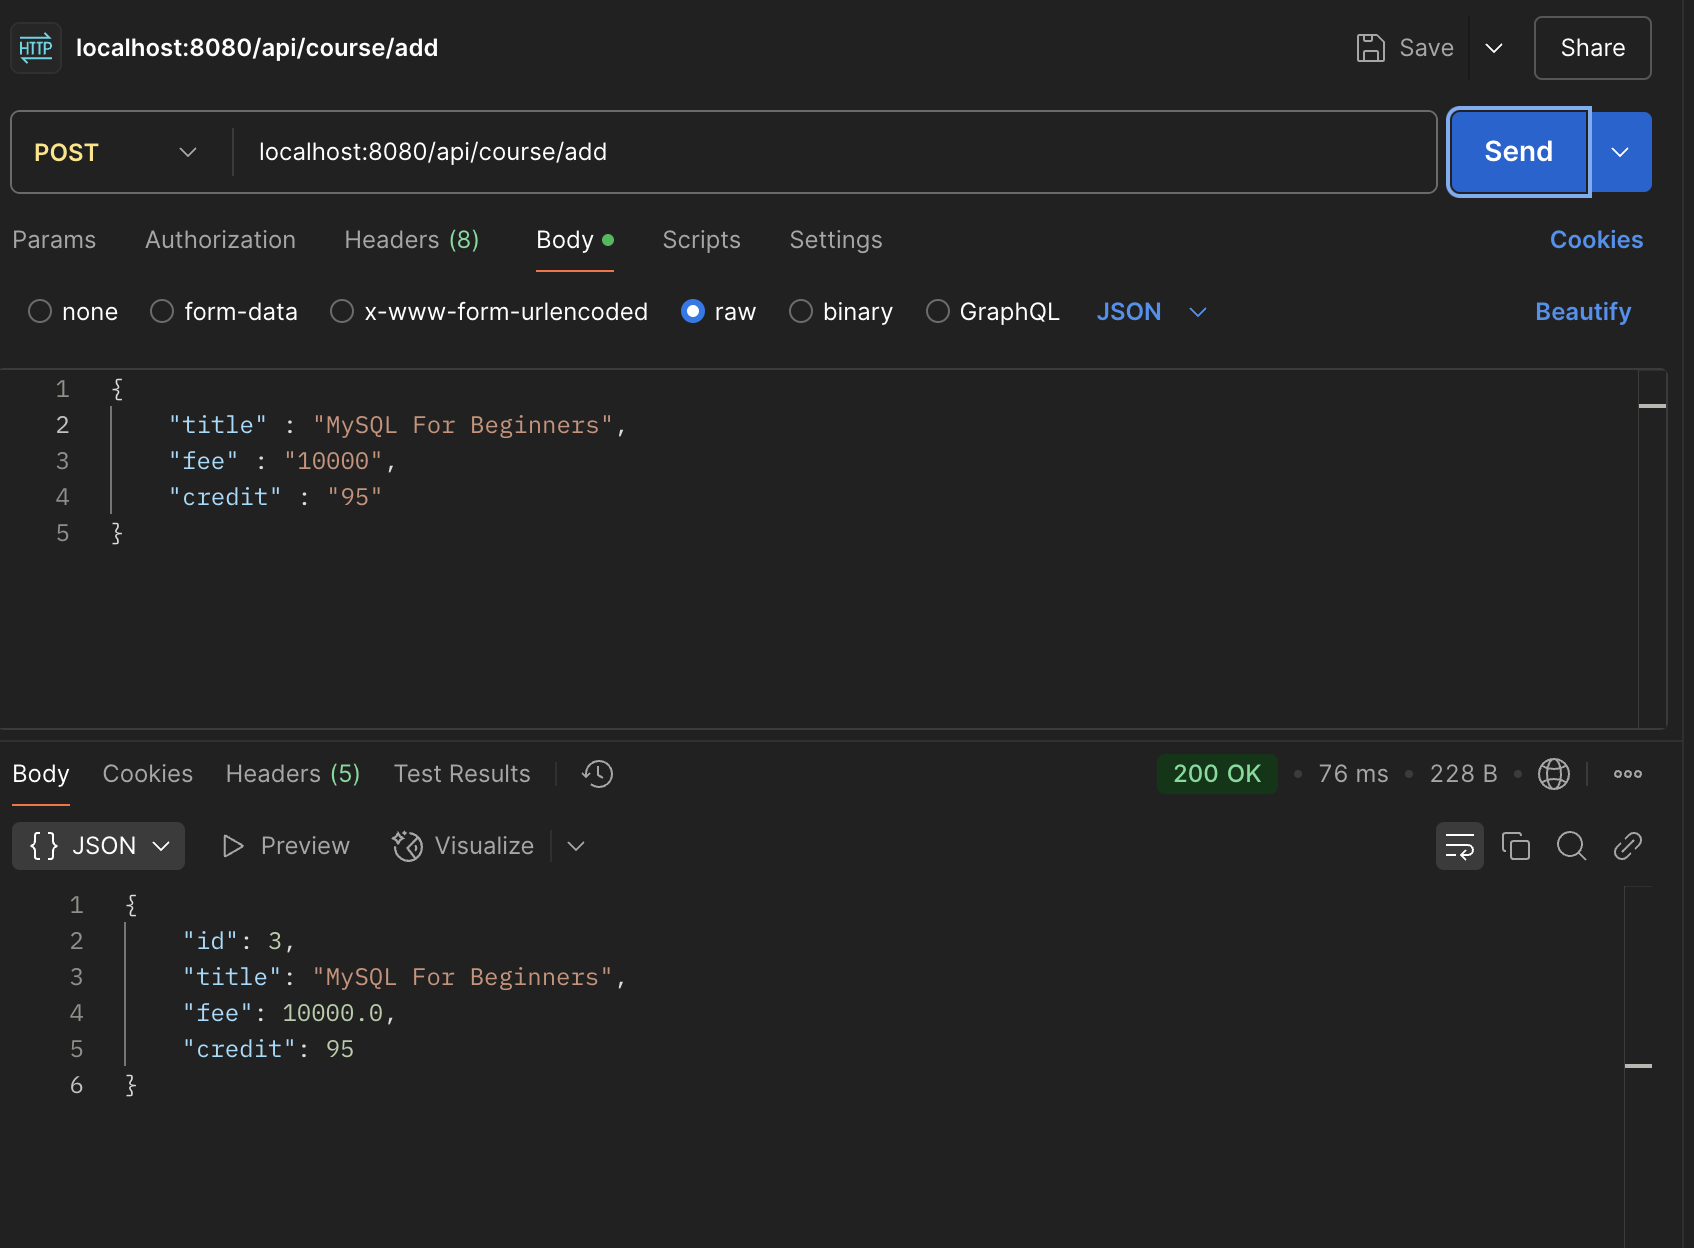 HTTP localhost:8080/api/course/add Save Share
POST localhost:8080/api/course/add Send
Params Authorization Headers (8) Body Scripts Settings Cookies
none form-data x-www-form-urlencoded raw binary GraphQL JSON Beautify
1 {
2 "title" : "MySQL For Beginners",
3 "fee" : "10000",
4 "credit" : "95"
5 }
Body Cookies Headers (5) Test Results 200 OK • 76 ms • 228 B •
{} JSON Preview Visualize
1 {
2 "id": 3,
3 "title": "MySQL For Beginners",
4 "fee": 10000.0,
5 "credit": 95
6 }